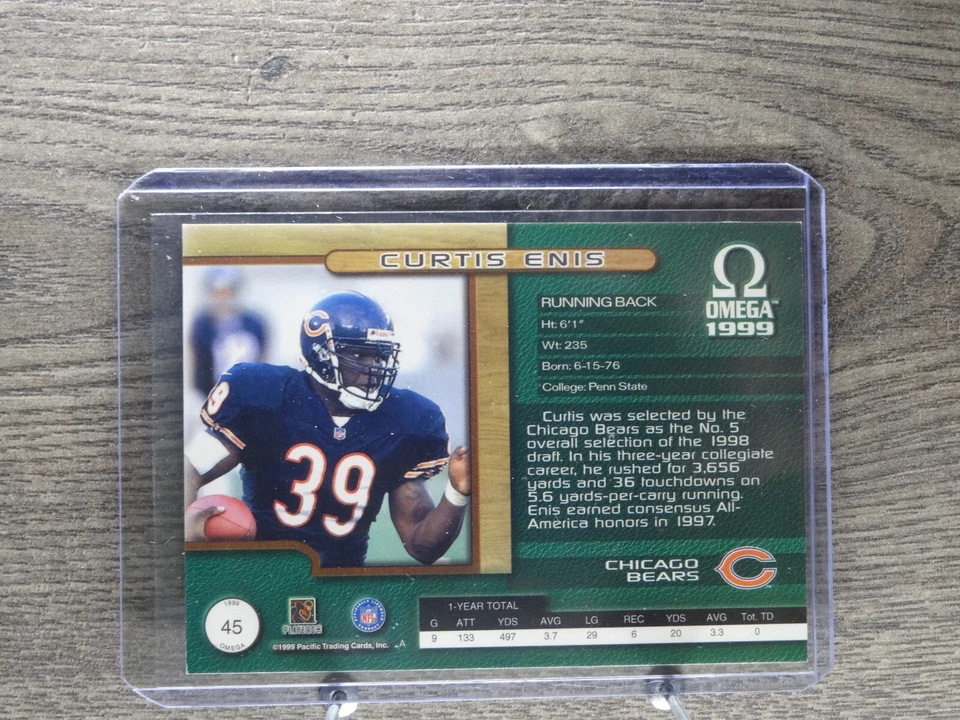 CURTIS ENIS
Ω
OMEGA™
1999
RUNNING BACK
Ht: 6'1"
Wt: 235
Born: 6-15-76
College: Penn State
Curtis was selected by the
Chicago Bears as the No. 5
overall selection of the 1998
draft. In his three-year collegiate
career, he rushed for 3,656
yards and 36 touchdowns on
5.6 yards-per-carry running.
Enis earned consensus All-
America honors in 1997.
39
39
CHICAGO
BEARS
1999
45
OMEGA
PLAYERS
NFL
©1999 Pacific Trading Cards, Inc. A
1-YEAR TOTAL
G ATT YDS AVG LG REC YDS AVG Tot. TD
9 133 497 3.7 29 6 20 3.3 0